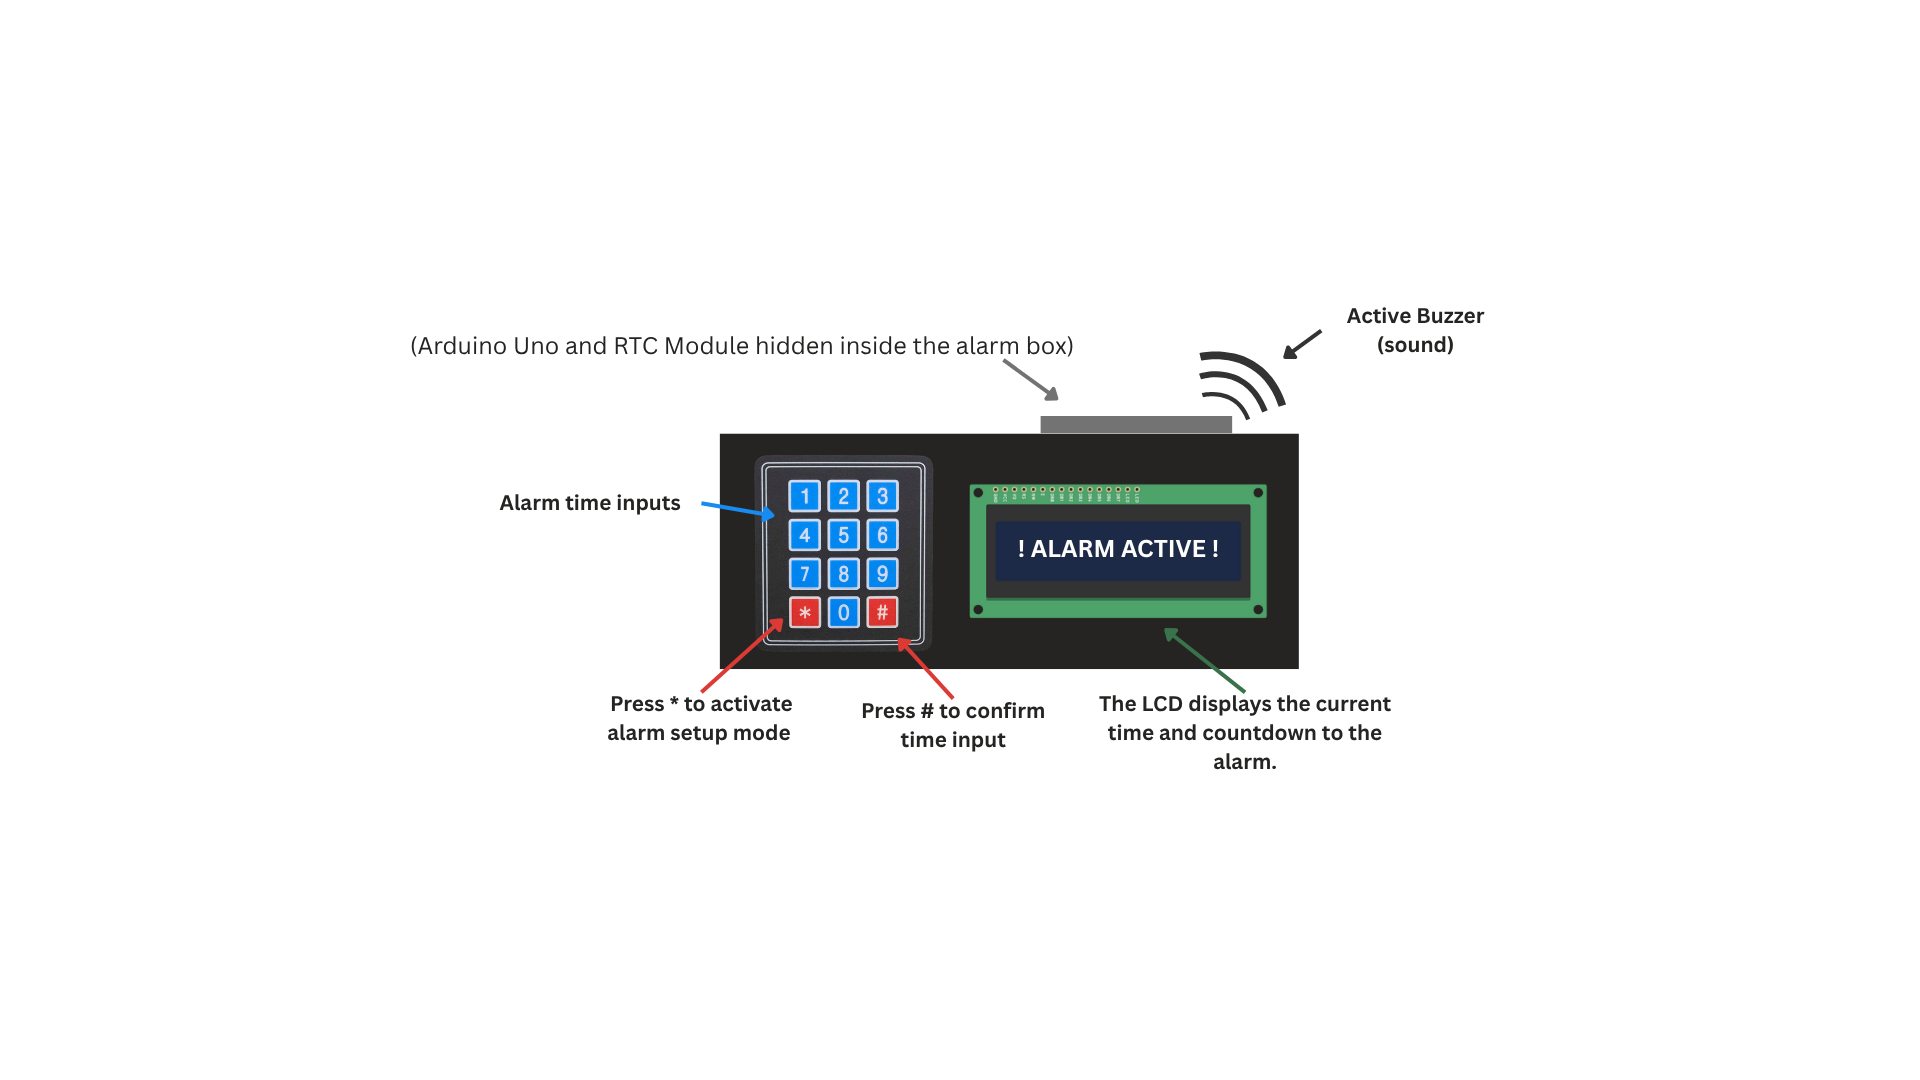 Active Buzzer
(sound)
(Arduino Uno and RTC Module hidden inside the alarm box)
Alarm time inputs
1 2 3
4 5 6
7 8 9
* 0 #
! ALARM ACTIVE !
Press * to activate
alarm setup mode
Press # to confirm
time input
The LCD displays the current
time and countdown to the
alarm.